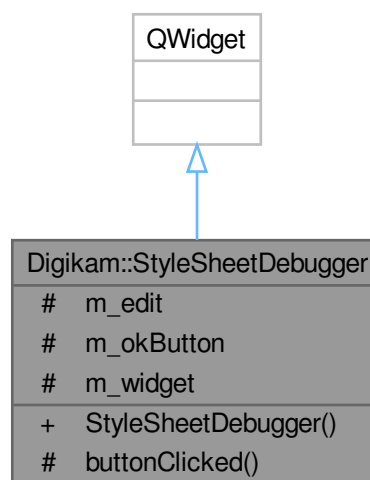 QWidget
Digikam::StyleSheetDebugger
# m_edit
# m_okButton
# m_widget
+ StyleSheetDebugger()
# buttonClicked()